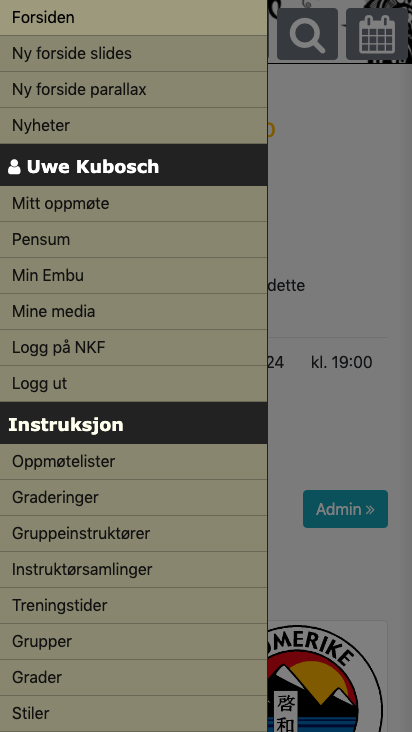 Forsiden
Ny forside slides
Ny forside parallax
Nyheter
Uwe Kubosch
Mitt oppmøte
Pensum
Min Embu
dette
Mine media
Logg på NKF
24 kl. 19:00
Logg ut
Instruksjon
Oppmøtelister
Graderinger
Admin »
Gruppeinstruktører
Instruktørsamlinger
Treningstider
Grupper
OMERIKE
Grader
Stiler
啓
和